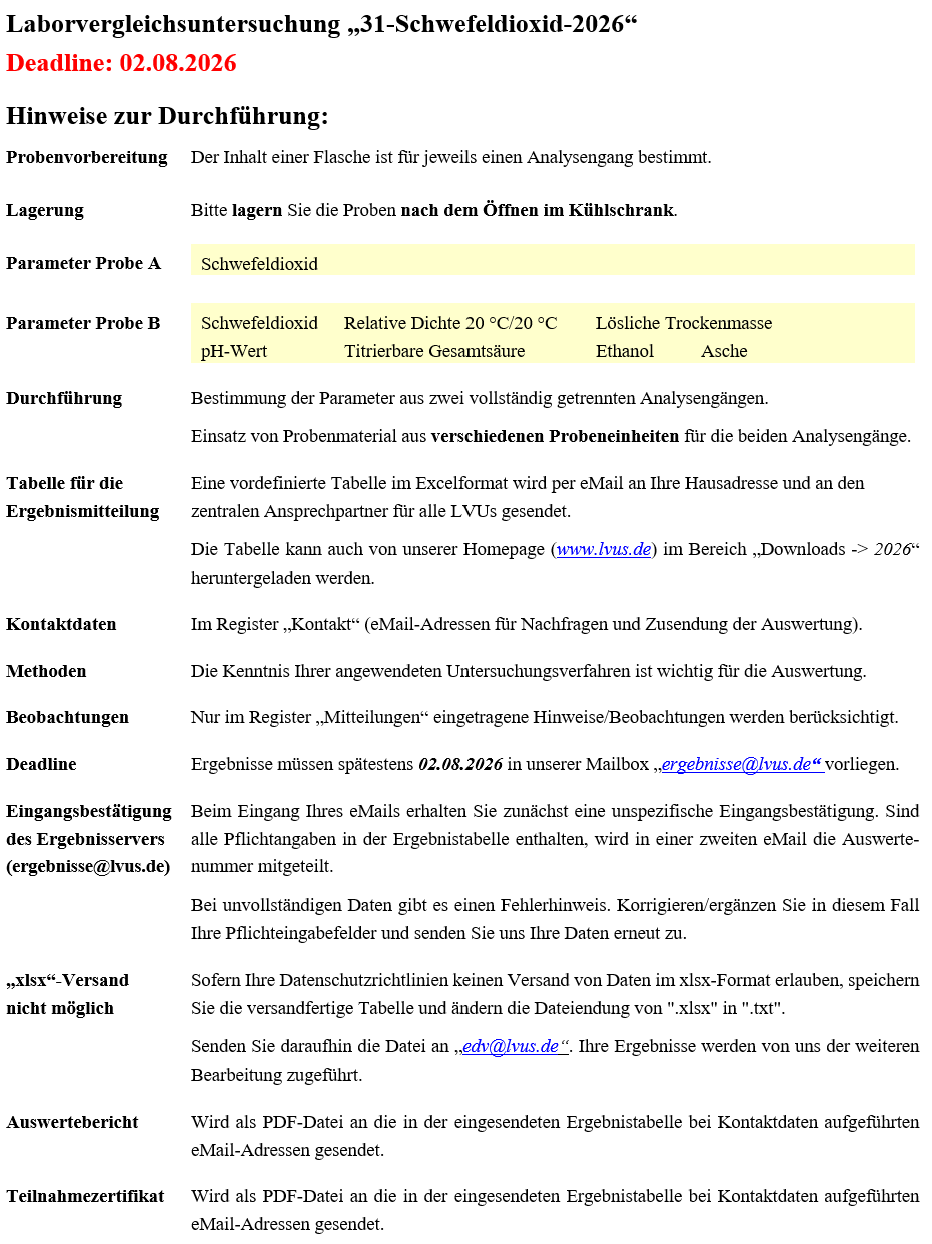 Laborvergleichsuntersuchung „31-Schwefeldioxid-2026“
Deadline: 02.08.2026
Hinweise zur Durchführung:
Probenvorbereitung Der Inhalt einer Flasche ist für jeweils einen Analysengang bestimmt.
Lagerung Bitte lagern Sie die Proben nach dem Öffnen im Kühlschrank.
Parameter Probe A Schwefeldioxid
Parameter Probe B Schwefeldioxid Relative Dichte 20 °C/20 °C Lösliche Trockenmasse
pH-Wert Titrierbare Gesamtsäure Ethanol Asche
Durchführung Bestimmung der Parameter aus zwei vollständig getrennten Analysengängen.
Einsatz von Probenmaterial aus verschiedenen Probeneinheiten für die beiden Analysengänge.
Tabelle für die Eine vordefinierte Tabelle im Excelformat wird per eMail an Ihre Hausadresse und an den
Ergebnismitteilung zentralen Ansprechpartner für alle LVUs gesendet.
Die Tabelle kann auch von unserer Homepage (www.lvus.de) im Bereich „Downloads -> 2026“
heruntergeladen werden.
Kontaktdaten Im Register „Kontakt“ (eMail-Adressen für Nachfragen und Zusendung der Auswertung).
Methoden Die Kenntnis Ihrer angewendeten Untersuchungsverfahren ist wichtig für die Auswertung.
Beobachtungen Nur im Register „Mitteilungen“ eingetragene Hinweise/Beobachtungen werden berücksichtigt.
Deadline Ergebnisse müssen spätestens 02.08.2026 in unserer Mailbox „ergebnisse@lvus.de“ vorliegen.
Eingangsbestätigung Beim Eingang Ihres eMails erhalten Sie zunächst eine unspezifische Eingangsbestätigung. Sind
des Ergebnisservers alle Pflichtangaben in der Ergebnistabelle enthalten, wird in einer zweiten eMail die Auswerte-
(ergebnisse@lvus.de) nummer mitgeteilt.
Bei unvollständigen Daten gibt es einen Fehlerhinweis. Korrigieren/ergänzen Sie in diesem Fall
Ihre Pflichteingabefelder und senden Sie uns Ihre Daten erneut zu.
„xlsx“-Versand Sofern Ihre Datenschutzrichtlinien keinen Versand von Daten im xlsx-Format erlauben, speichern
nicht möglich Sie die versandfertige Tabelle und ändern die Dateiendung von ".xlsx" in ".txt".
Senden Sie daraufhin die Datei an „edv@lvus.de“. Ihre Ergebnisse werden von uns der weiteren
Bearbeitung zugeführt.
Auswertebericht Wird als PDF-Datei an die in der eingesendeten Ergebnistabelle bei Kontaktdaten aufgeführten
eMail-Adressen gesendet.
Teilnahmezertifikat Wird als PDF-Datei an die in der eingesendeten Ergebnistabelle bei Kontaktdaten aufgeführten
eMail-Adressen gesendet.